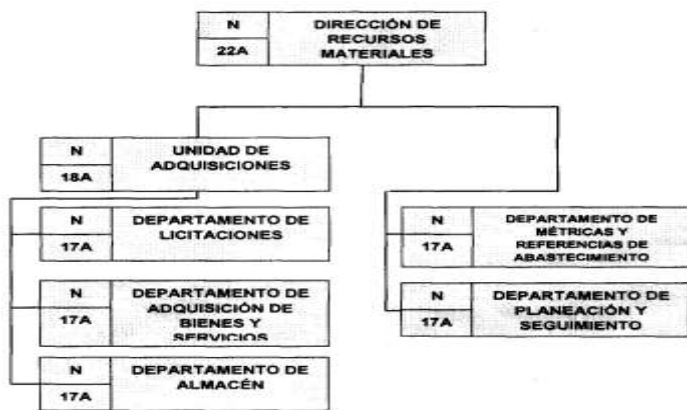 N
22A
DIRECCIÓN DE
RECURSOS
MATERIALES
N
18A
UNIDAD DE
ADQUISICIONES
N
17A
DEPARTAMENTO DE
LICITACIONES
N
17A
DEPARTAMENTO DE
ADQUISICIÓN DE
BIENES Y
SERVICIOS
N
17A
DEPARTAMENTO DE
ALMACÉN
N
17A
DEPARTAMENTO DE
MÉTRICAS Y
REFERENCIAS DE
ABASTECIMIENTO
N
17A
DEPARTAMENTO DE
PLANEACIÓN Y
SEGUIMIENTO